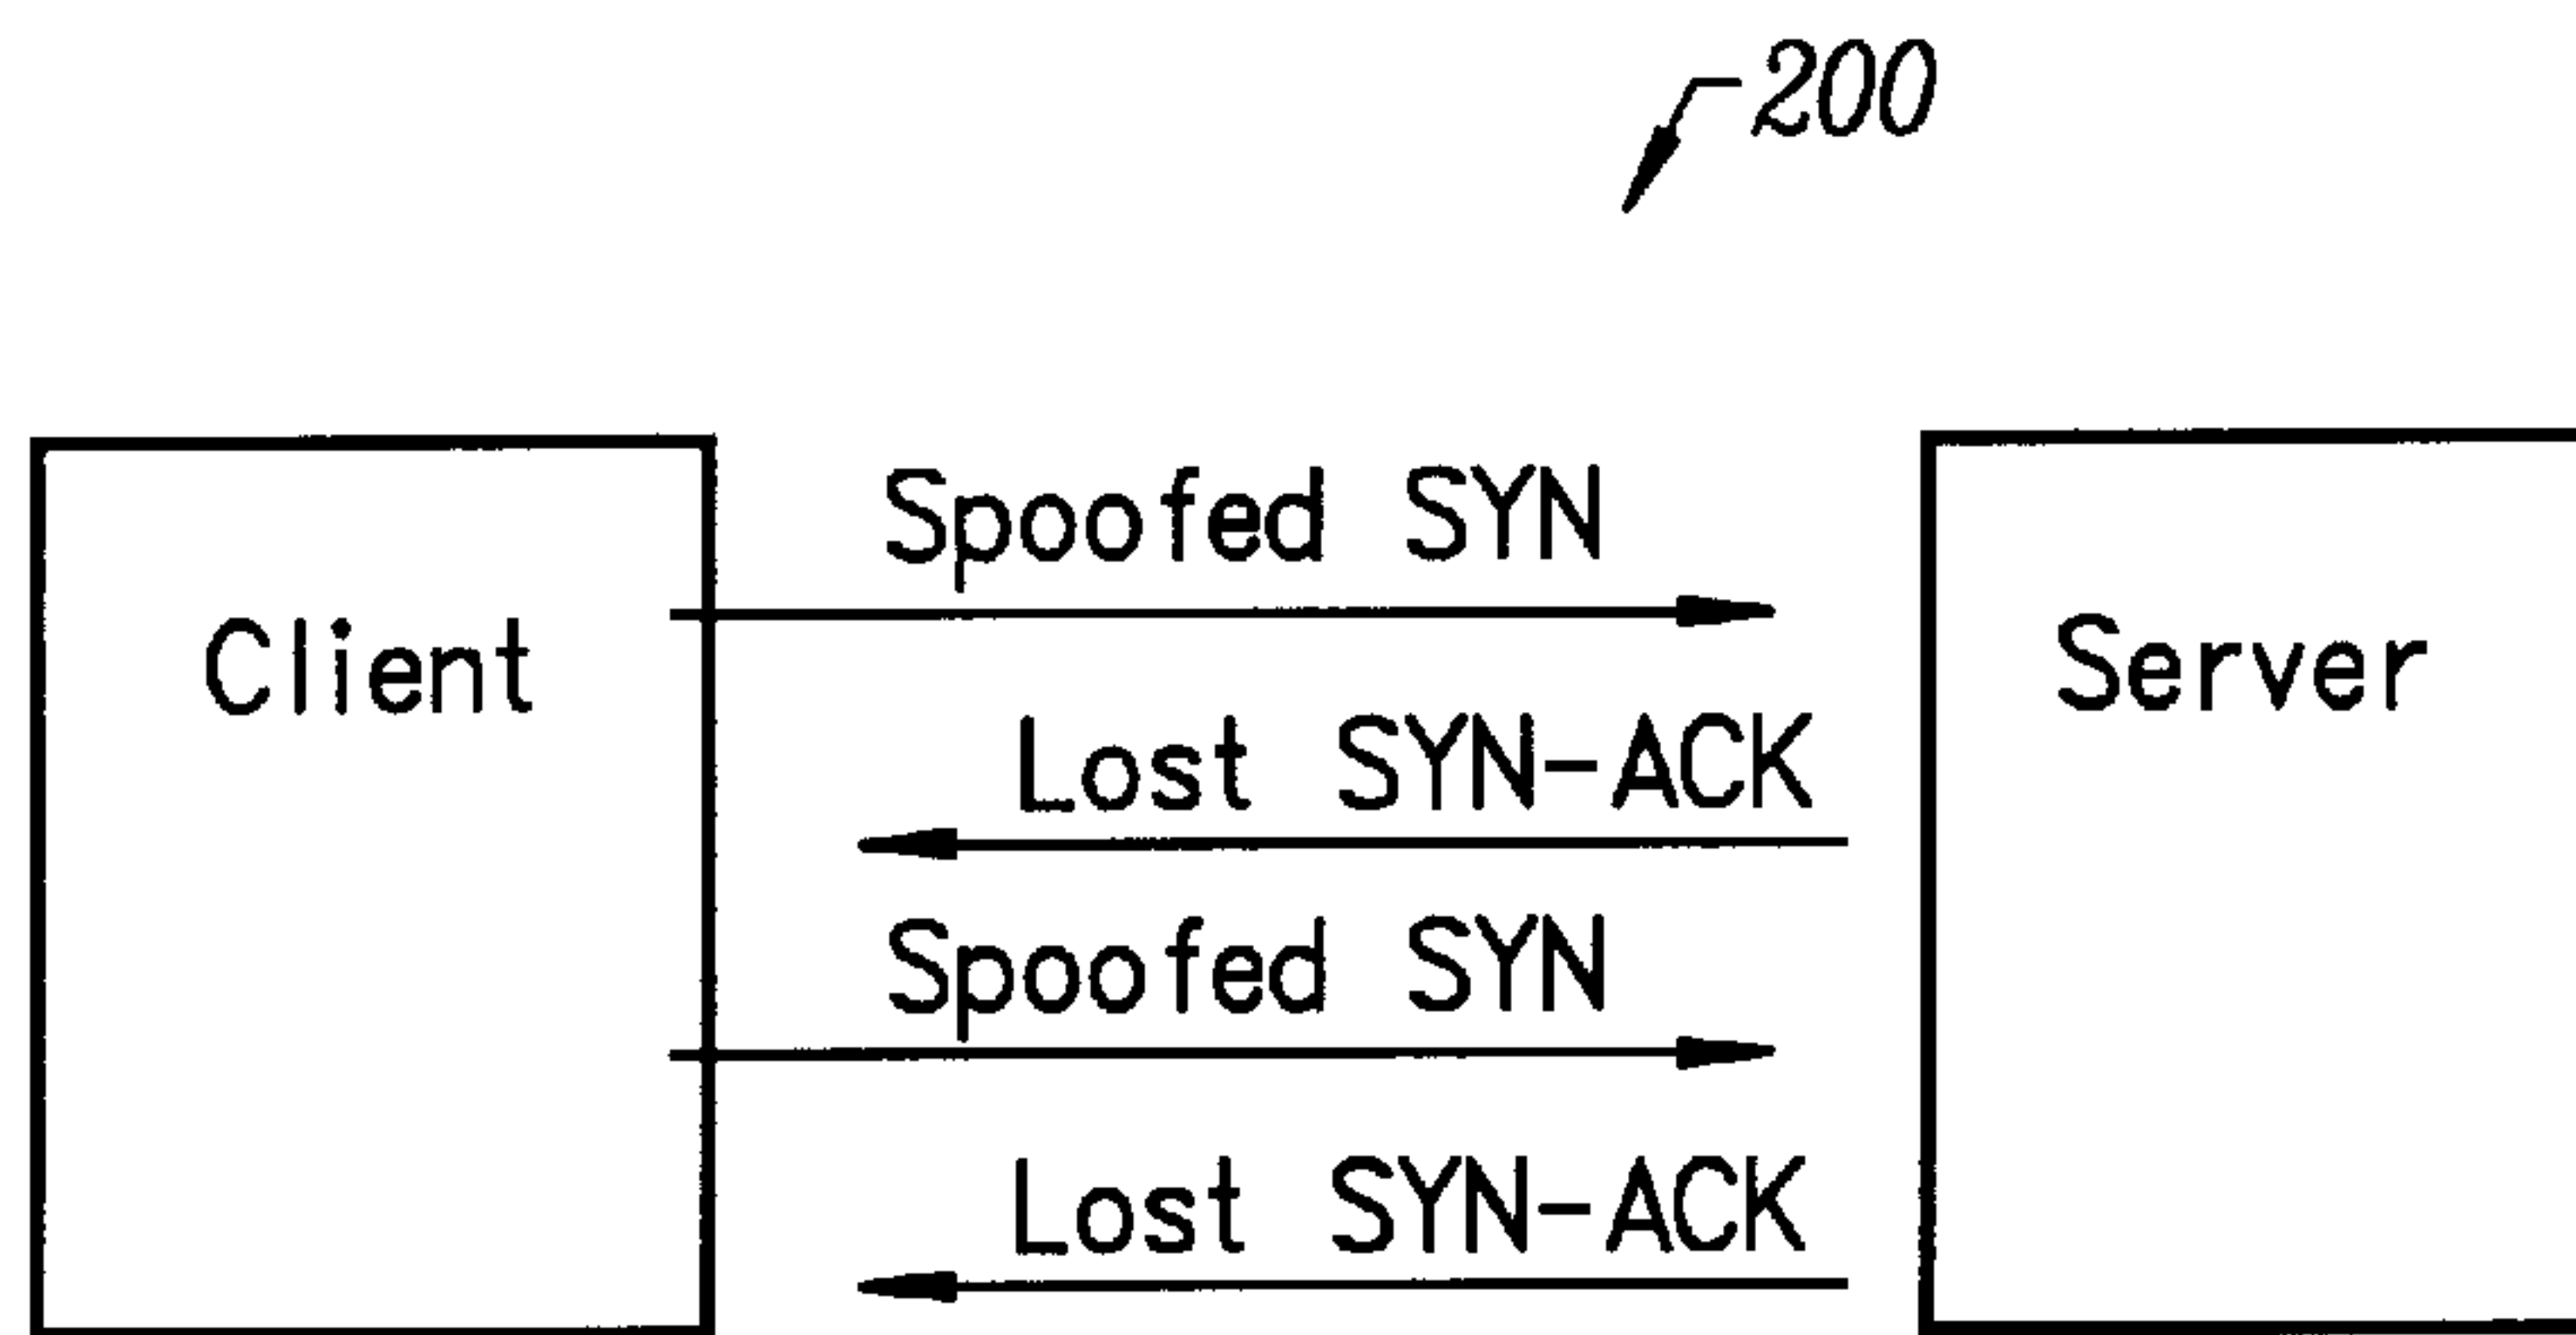 200
Spoofed SYN
Client
Server
Lost SYN-ACK
Spoofed SYN
Lost SYN-ACK